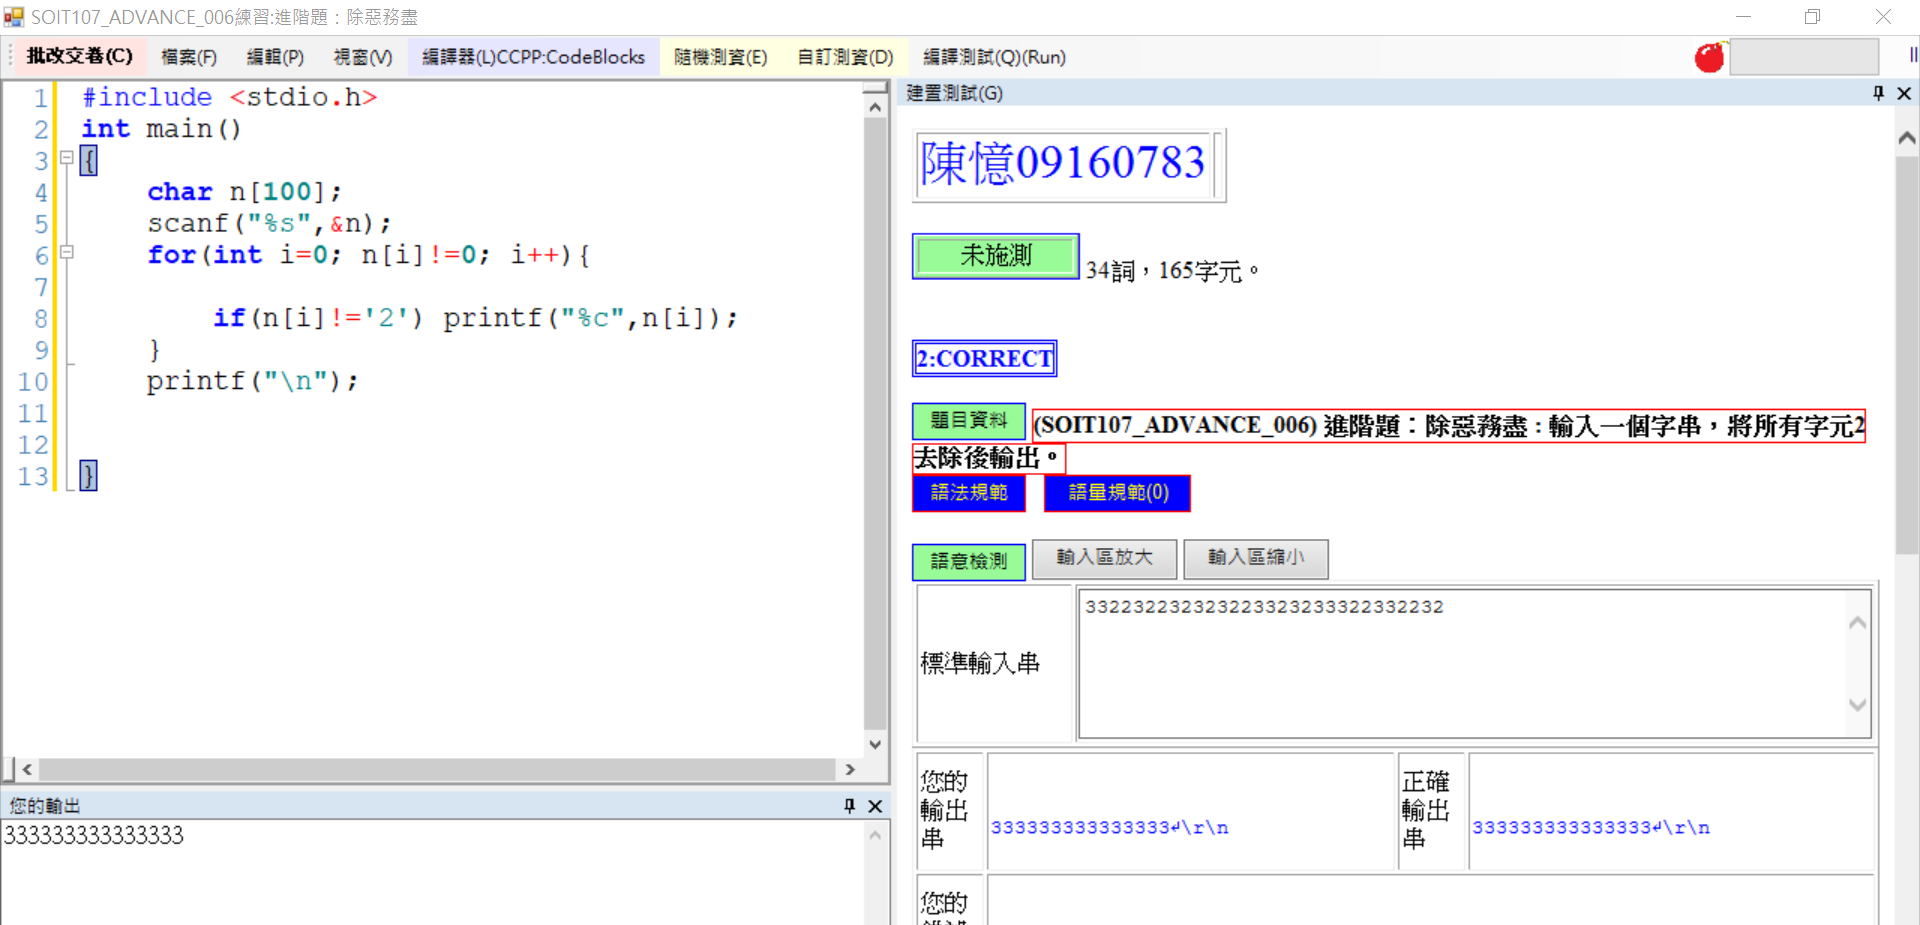 SOIT107_ADVANCE_006練習:進階題：除惡務盡
批改交卷(C) 檔案(F) 編輯(P) 視窗(V) 編譯器(L)CCPP:CodeBlocks 隨機測資(E) 自訂測資(D) 編譯測試(Q)(Run)
1 #include <stdio.h>
2 int main()
3 {
4 char n[100];
5 scanf("%s",&n);
6 for(int i=0; n[i]!=0; i++){
7
8 if(n[i]!='2') printf("%c",n[i]);
9 }
10 printf("\n");
11
12
13 }
您的輸出
333333333333333
建置測試(G)
陳憶09160783
未施測 34詞，165字元。
2:CORRECT
題目資料 (SOIT107_ADVANCE_006) 進階題：除惡務盡 : 輸入一個字串，將所有字元2
去除後輸出。
語法規範 語量規範(0)
語意檢測 輸入區放大 輸入區縮小
標準輸入串
332232232323223323233322332232
您的
輸出
串
333333333333333↲\r\n
正確
輸出
串
333333333333333↲\r\n
您的